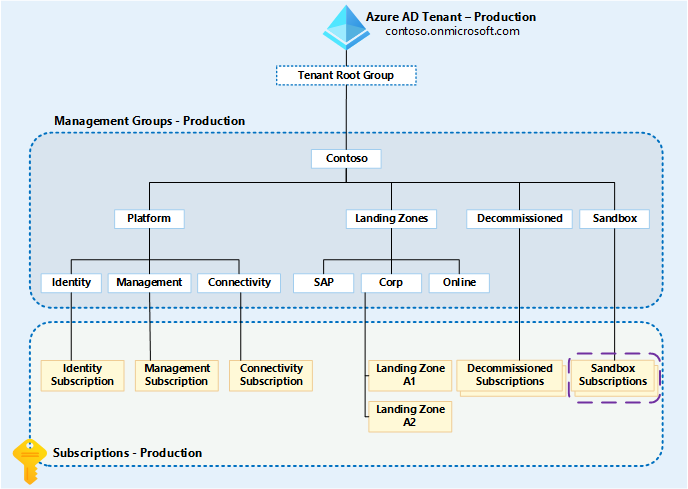 Azure AD Tenant – Production
contoso.onmicrosoft.com
Tenant Root Group
Management Groups - Production
Contoso
Platform
Landing Zones
Decommissioned
Sandbox
Identity
Management
Connectivity
SAP
Corp
Online
Identity
Subscription
Management
Subscription
Connectivity
Subscription
Landing Zone
A1
Decommissioned
Subscriptions
Sandbox
Subscriptions
Landing Zone
A2
Subscriptions - Production